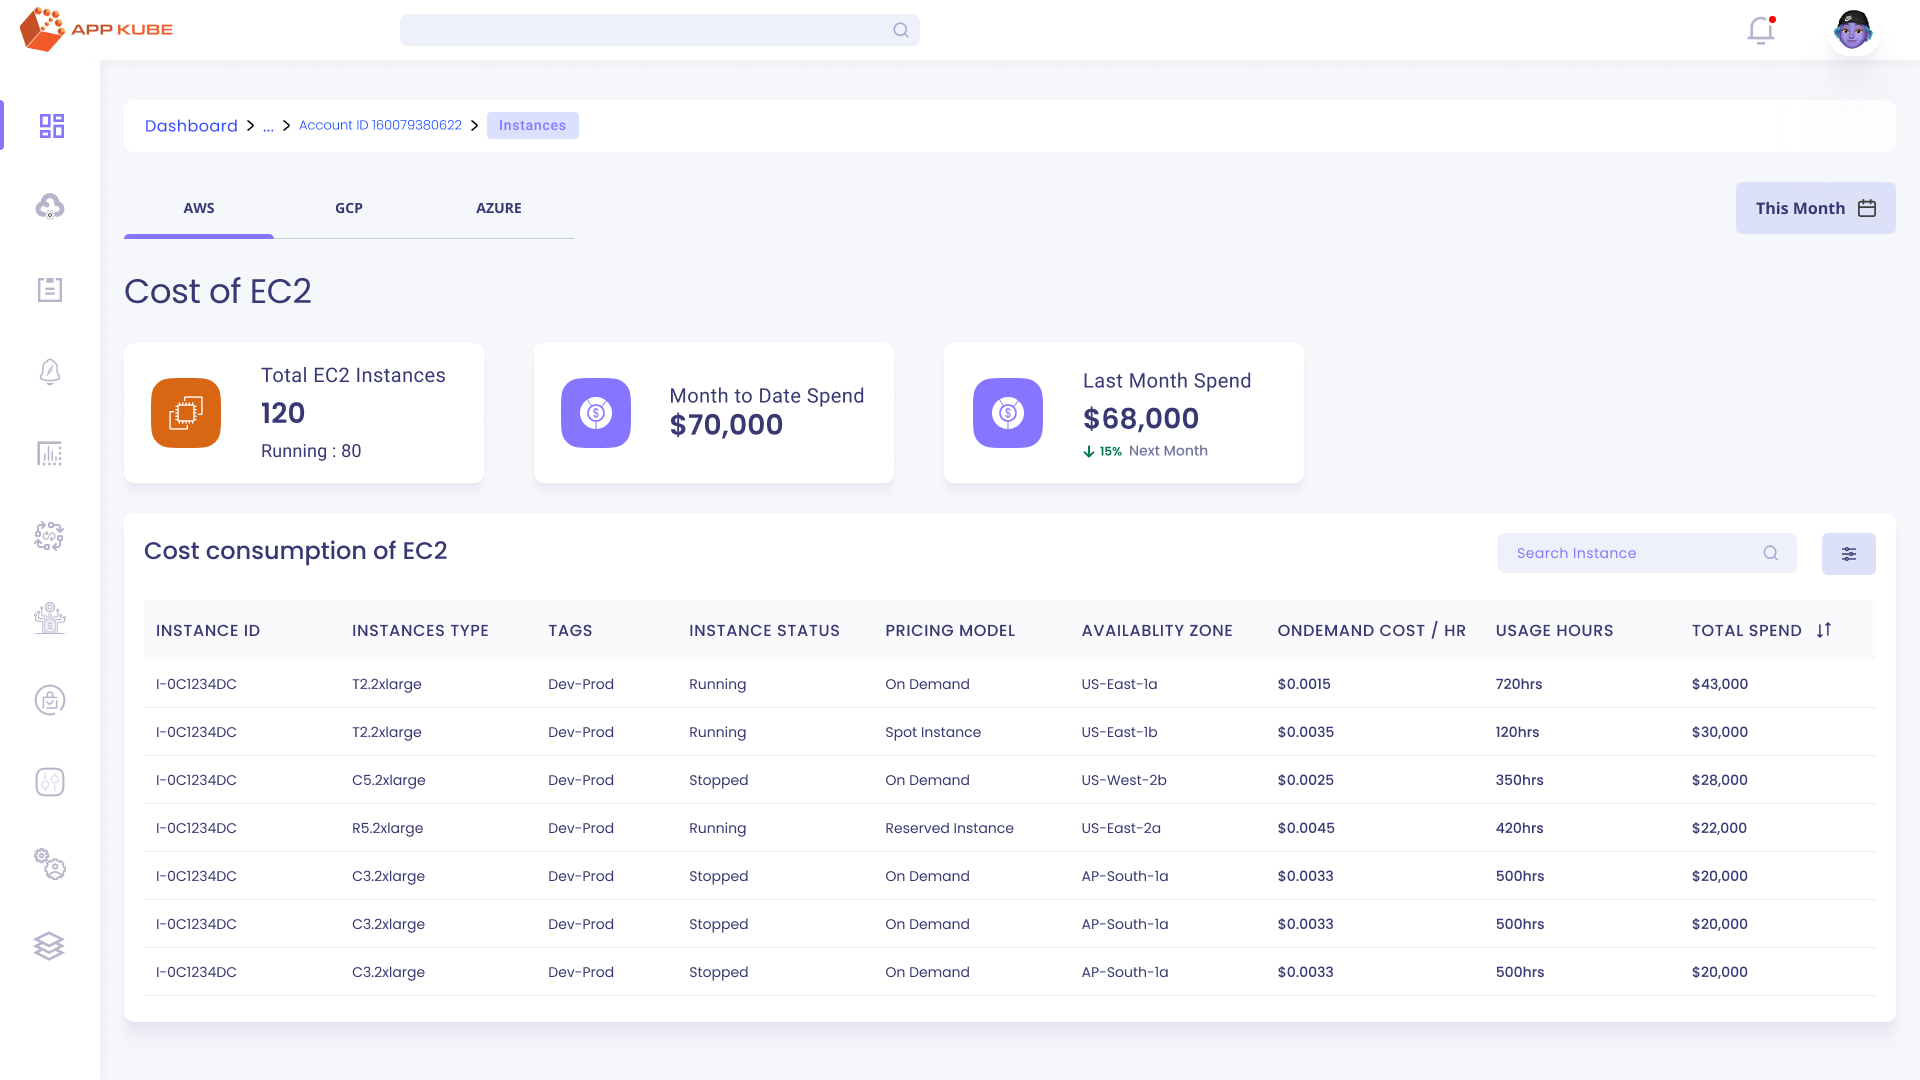 APP KUBE
Dashboard > ... > Account ID 160079380622 > Instances
AWS GCP AZURE
This Month
Cost of EC2
Total EC2 Instances
120
Running : 80
Month to Date Spend
$70,000
Last Month Spend
$68,000
15% Next Month
Cost consumption of EC2
Search Instance
INSTANCE ID INSTANCES TYPE TAGS INSTANCE STATUS PRICING MODEL AVAILABLITY ZONE ONDEMAND COST / HR USAGE HOURS TOTAL SPEND
I-0C1234DC T2.2xlarge Dev-Prod Running On Demand US-East-1a $0.0015 720hrs $43,000
I-0C1234DC T2.2xlarge Dev-Prod Running Spot Instance US-East-1b $0.0035 120hrs $30,000
I-0C1234DC C5.2xlarge Dev-Prod Stopped On Demand US-West-2b $0.0025 350hrs $28,000
I-0C1234DC R5.2xlarge Dev-Prod Running Reserved Instance US-East-2a $0.0045 420hrs $22,000
I-0C1234DC C3.2xlarge Dev-Prod Stopped On Demand AP-South-1a $0.0033 500hrs $20,000
I-0C1234DC C3.2xlarge Dev-Prod Stopped On Demand AP-South-1a $0.0033 500hrs $20,000
I-0C1234DC C3.2xlarge Dev-Prod Stopped On Demand AP-South-1a $0.0033 500hrs $20,000